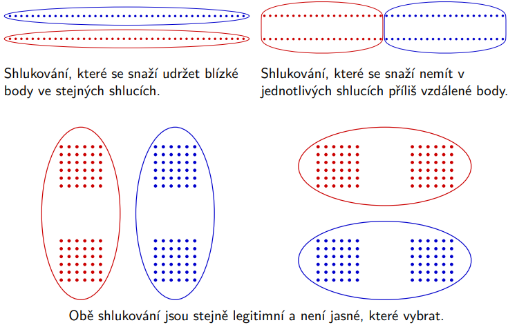 Shlukování, které se snaží udržet blízké
body ve stejných shlucích.
Shlukování, které se snaží nemít v
jednotlivých shlucích příliš vzdálené body.
Obě shlukování jsou stejně legitimní a není jasné, které vybrat.